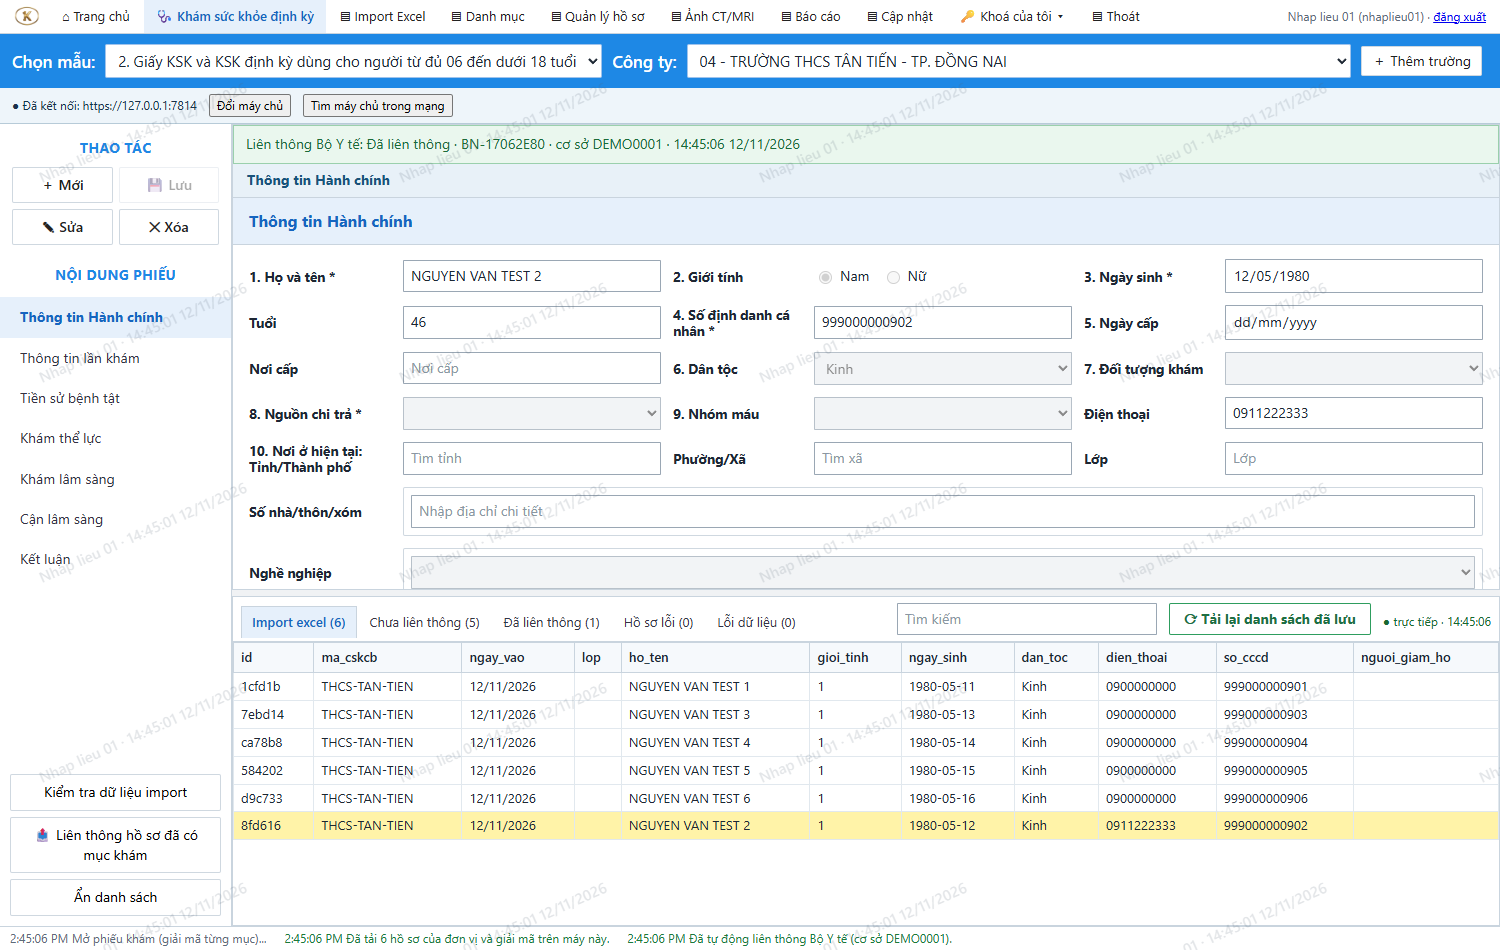 Trang chủ
Khám sức khỏe định kỳ
Import Excel
Danh mục
Quản lý hồ sơ
Ảnh CT/MRI
Báo cáo
Cập nhật
Khoá của tôi
Thoát
Nhap lieu 01 (nhaplieu01) · đăng xuất
Chọn mẫu: 2. Giấy KSK và KSK định kỳ dùng cho người từ đủ 06 đến dưới 18 tuổi Công ty: 04 - TRƯỜNG THCS TÂN TIẾN - TP. ĐỒNG NAI + Thêm trường
● Đã kết nối: https://127.0.0.1:7814 Đổi máy chủ Tìm máy chủ trong mạng
THAO TÁC
+ Mới Lưu
Sửa Xóa
NỘI DUNG PHIẾU
Thông tin Hành chính
Thông tin lần khám
Tiền sử bệnh tật
Khám thể lực
Khám lâm sàng
Cận lâm sàng
Kết luận
Kiểm tra dữ liệu import
Liên thông hồ sơ đã có mục khám
Ẩn danh sách
Liên thông Bộ Y tế: Đã liên thông · BN-17062E80 · cơ sở DEMO0001 · 14:45:06 12/11/2026
Thông tin Hành chính
Thông tin Hành chính
1. Họ và tên * NGUYEN VAN TEST 2 2. Giới tính Nam Nữ 3. Ngày sinh * 12/05/1980
Tuổi 46 4. Số định danh cá nhân * 999000000902 5. Ngày cấp dd/mm/yyyy
Nơi cấp Nơi cấp 6. Dân tộc Kinh 7. Đối tượng khám
8. Nguồn chi trả * 9. Nhóm máu Điện thoại 0911222333
10. Nơi ở hiện tại: Tỉnh/Thành phố Tìm tỉnh Phường/Xã Tìm xã Lớp Lớp
Số nhà/thôn/xóm Nhập địa chỉ chi tiết
Nghề nghiệp
Import excel (6) Chưa liên thông (5) Đã liên thông (1) Hồ sơ lỗi (0) Lỗi dữ liệu (0) Tìm kiếm Tải lại danh sách đã lưu ● trực tiếp · 14:45:06
id ma_cskcb ngay_vao lop ho_ten gioi_tinh ngay_sinh dan_toc dien_thoai so_cccd nguoi_giam_ho
1cfd1b THCS-TAN-TIEN 12/11/2026 NGUYEN VAN TEST 1 1 1980-05-11 Kinh 0900000000 999000000901
7ebd14 THCS-TAN-TIEN 12/11/2026 NGUYEN VAN TEST 3 1 1980-05-13 Kinh 0900000000 999000000903
ca78b8 THCS-TAN-TIEN 12/11/2026 NGUYEN VAN TEST 4 1 1980-05-14 Kinh 0900000000 999000000904
584202 THCS-TAN-TIEN 12/11/2026 NGUYEN VAN TEST 5 1 1980-05-15 Kinh 0900000000 999000000905
d9c733 THCS-TAN-TIEN 12/11/2026 NGUYEN VAN TEST 6 1 1980-05-16 Kinh 0900000000 999000000906
8fd616 THCS-TAN-TIEN 12/11/2026 NGUYEN VAN TEST 2 1 1980-05-12 Kinh 0911222333 999000000902
2:45:06 PM Mở phiếu khám (giải mã từng mục)... 2:45:06 PM Đã tải 6 hồ sơ của đơn vị và giải mã trên máy này. 2:45:06 PM Đã tự động liên thông Bộ Y tế (cơ sở DEMO0001).
Nhap lieu 01 · 14:45:01 12/11/2026